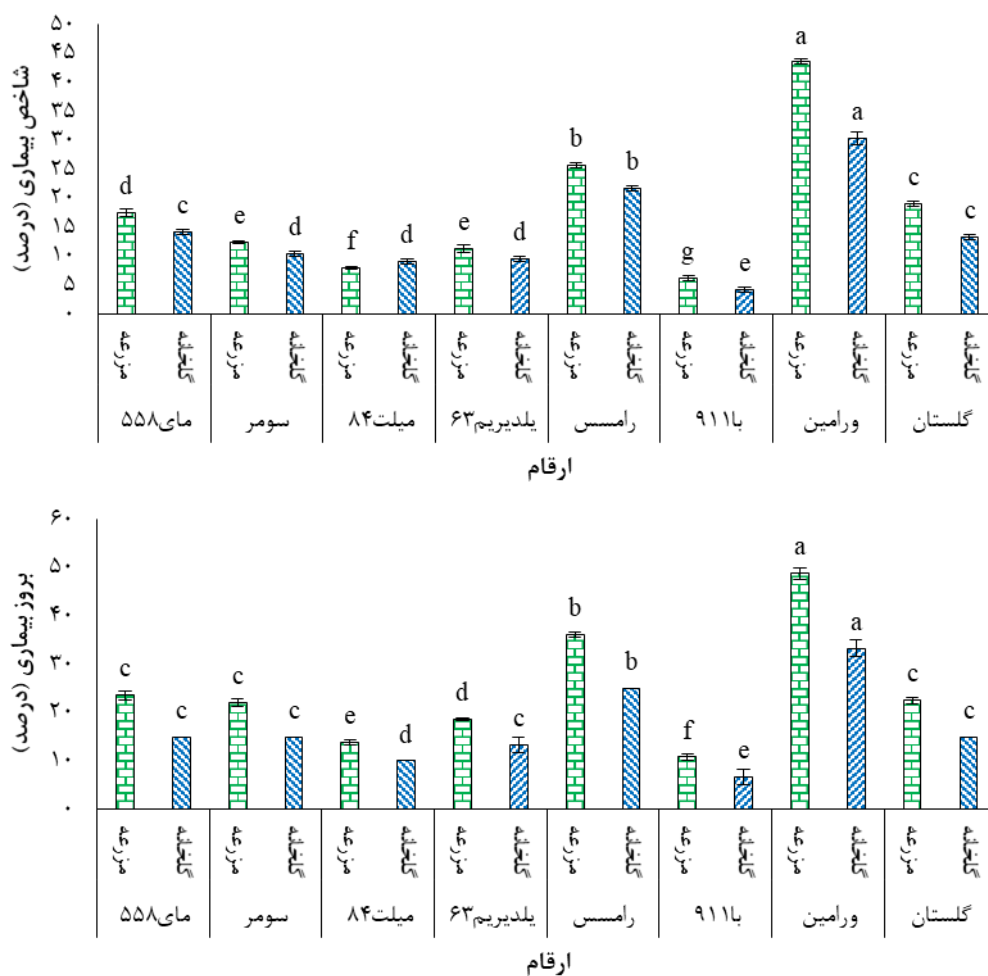 شاخص بیماری (درصد)
۵۰
۴۵
۴۰
۳۵
۳۰
۲۵
۲۰
۱۵
۱۰
۵
۰
d c e d f d e d b b g e a a c c
مزرعه گلخانه مزرعه گلخانه مزرعه گلخانه مزرعه گلخانه مزرعه گلخانه مزرعه گلخانه مزرعه گلخانه مزرعه گلخانه
مای۵۵۸ سومر میلت۸۴ یلدیریم۶۳ رامسس با۹۱۱ ورامین گلستان
ارقام
بروز بیماری (درصد)
۶۰
۵۰
۴۰
۳۰
۲۰
۱۰
۰
c c c c e d d c b b f e a a c c
مزرعه گلخانه مزرعه گلخانه مزرعه گلخانه مزرعه گلخانه مزرعه گلخانه مزرعه گلخانه مزرعه گلخانه مزرعه گلخانه
مای۵۵۸ سومر میلت۸۴ یلدیریم۶۳ رامسس با۹۱۱ ورامین گلستان
ارقام